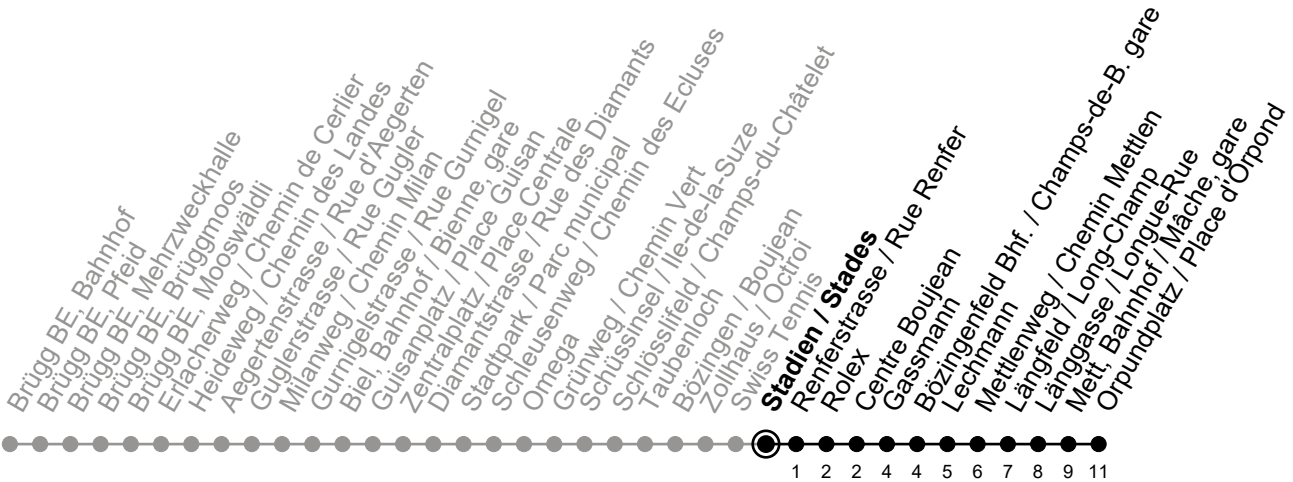 Brügg BE, Bahnhof
Brügg BE, Pfeid
Brügg BE, Mehrzweckhalle
Brügg BE, Brüggmoos
Brügg BE, Mooswäldli
Erlacherweg / Chemin de Cerlier
Heideweg / Chemin des Landes
Aegertenstrasse / Rue d'Aegerten
Guglerstrasse / Rue Gugler
Milanweg / Chemin Milan
Gurnigelstrasse / Rue Gurnigel
Biel, Bahnhof / Bienne, gare
Guisanplatz / Place Guisan
Zentralplatz / Place Centrale
Diamantstrasse / Rue des Diamants
Stadtpark / Parc municipal
Schleusenweg / Chemin des Ecluses
Omega
Grünweg / Chemin Vert
Schüssinsel / Ile-de-la-Suze
Schösslifeld / Champs-du-Châtelet
Taubenloch
Bözingen / Boujean
Zollhaus / Octroi
Swiss Tennis
Stadien / Stades
Renferstrasse / Rue Renfer
Rolex
Centre Boujean
Gassmann
Bözingenfeld Bhf. / Champs-de-B. gare
Lechmann
Mettlenweg / Chemin Mettlen
Längfeld / Long-Champ
Länggasse / Longue-Rue
Mett, Bahnhof / Mâche, gare
Orpundplatz / Place d'Orpond
1 2 2 4 4 5 6 7 8 9 11